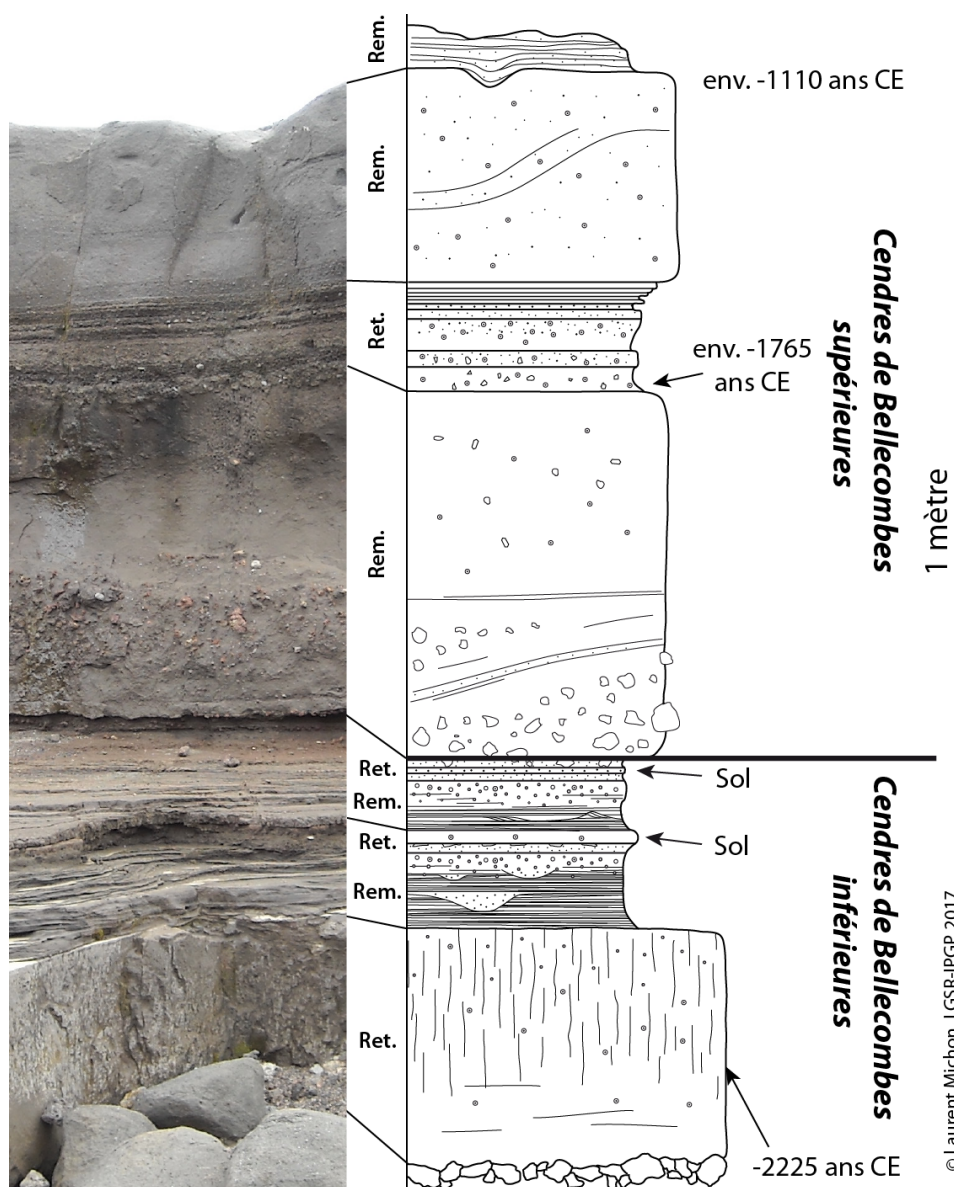 Rem.
env. -1110 ans CE
Rem.
Ret.
env. -1765
ans CE
Cendres de Bellecombes
supérieures
1 mètre
Rem.
Ret.
Sol
Rem.
Ret.
Sol
Rem.
Cendres de Bellecombes
inférieures
Ret.
-2225 ans CE
© Laurent Michon, LGSR-IPGP 2017